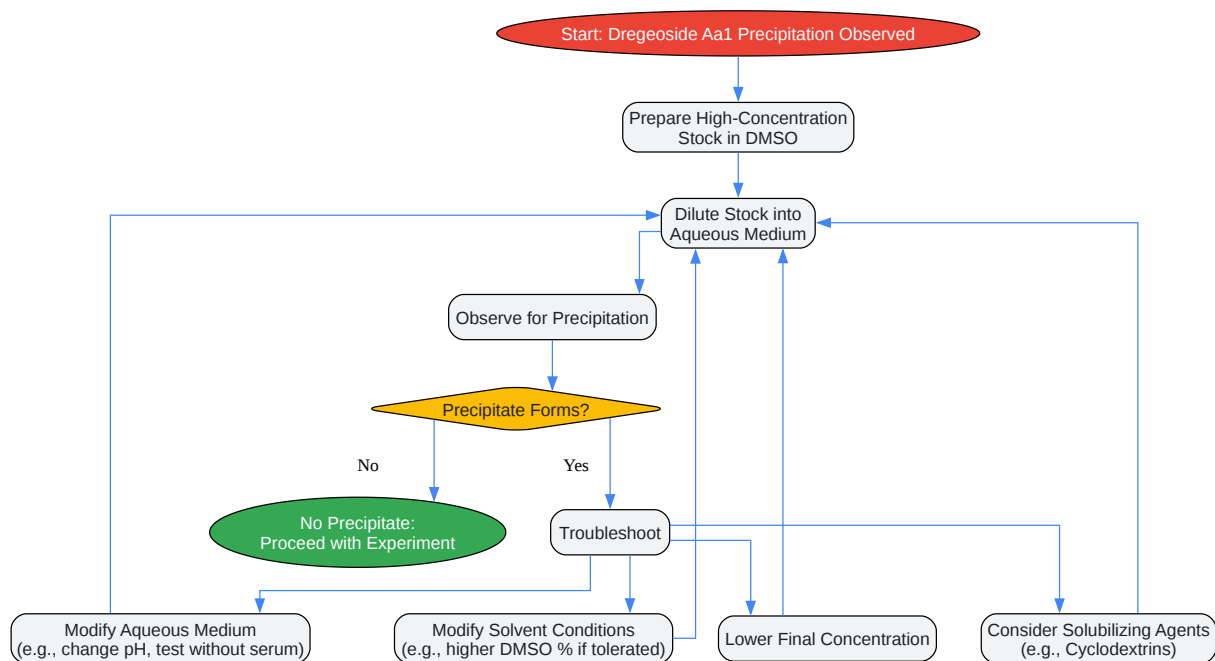 Start: Dregeoside Aa1 Precipitation Observed
Prepare High-Concentration
Stock in DMSO
Dilute Stock into
Aqueous Medium
Observe for Precipitation
Precipitate Forms?
No
Yes
No Precipitate:
Proceed with Experiment
Troubleshoot
Modify Aqueous Medium
(e.g., change pH, test without serum)
Modify Solvent Conditions
(e.g., higher DMSO % if tolerated)
Lower Final Concentration
Consider Solubilizing Agents
(e.g., Cyclodextrins)